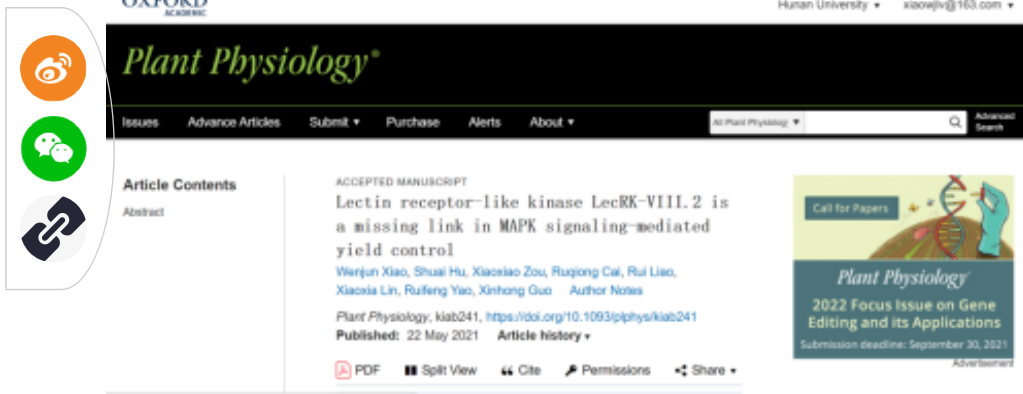 OXFORD
ACADEMIC
Hunan University ▾ xiaowjlv@163.com ▾
Plant Physiology®
Issues Advance Articles Submit ▾ Purchase Alerts About ▾ All Plant Physiology ▼ Advanced Search
Article Contents
Abstract
ACCEPTED MANUSCRIPT
Lectin receptor-like kinase LecRK-VIII.2 is
a missing link in MAPK signaling-mediated
yield control
Wenjun Xiao, Shuai Hu, Xiaoxiao Zou, Ruqiong Cai, Rui Liao,
Xiaoxia Lin, Ruifeng Yao, Xinhong Guo Author Notes
Plant Physiology, kiab241, https://doi.org/10.1093/plphys/kiab241
Published: 22 May 2021 Article history ▾
PDF Split View Cite Permissions Share ▾
Call for Papers
Plant Physiology
2022 Focus Issue on Gene
Editing and its Applications
Submission deadline: September 30, 2021
Advertisement